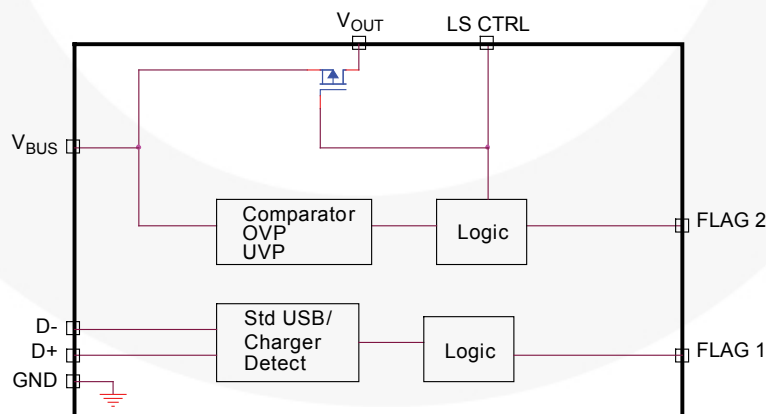 VOUT
LS CTRL
VBUS
Comparator
OVP
UVP
Logic
FLAG 2
D-
D+
GND
Std USB/
Charger
Detect
Logic
FLAG 1